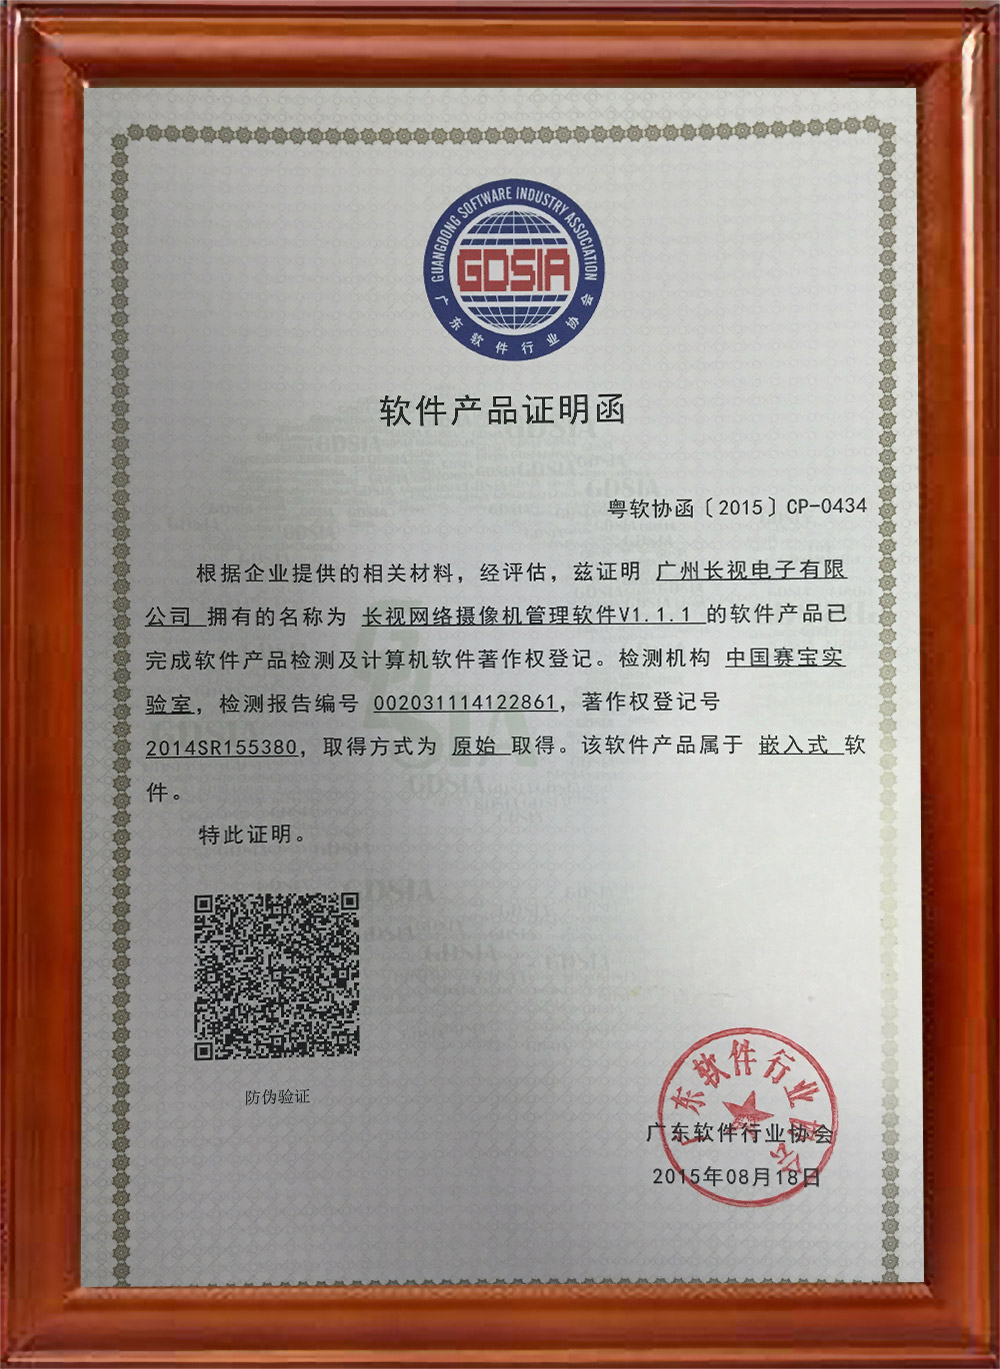 GUANGDONG SOFTWARE INDUSTRY ASSOCIATION
GDSIA
广东软件行业协会
软件产品证明函
粤软协函〔2015〕CP-0434
根据企业提供的相关材料，经评估，兹证明 广州长视电子有限
公司 拥有的名称为 长视网络摄像机管理软件V1.1.1 的软件产品已
完成软件产品检测及计算机软件著作权登记。检测机构 中国赛宝实
验室，检测报告编号 002031114122861，著作权登记号
2014SR155380，取得方式为 原始 取得。该软件产品属于 嵌入式 软
件。
特此证明。
防伪验证
广东软件行业协会
广东软件行业协会
2015年08月18日